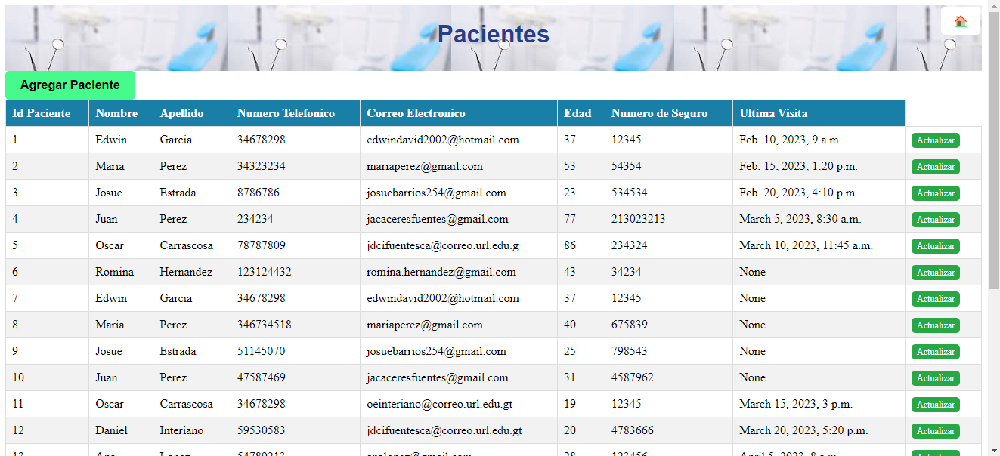 Pacientes
Agregar Paciente
Id Paciente Nombre Apellido Numero Telefonico Correo Electronico Edad Numero de Seguro Ultima Visita
1 Edwin Garcia 34678298 edwindavid2002@hotmail.com 37 12345 Feb. 10, 2023, 9 a.m. Actualizar
2 Maria Perez 34323234 mariaperez@gmail.com 53 54354 Feb. 15, 2023, 1:20 p.m. Actualizar
3 Josue Estrada 8786786 josuebarrios254@gmail.com 23 534534 Feb. 20, 2023, 4:10 p.m. Actualizar
4 Juan Perez 234234 jacaceresfuentes@gmail.com 77 213023213 March 5, 2023, 8:30 a.m. Actualizar
5 Oscar Carrascosa 78787809 jdcifuentesca@correo.url.edu.g 86 234324 March 10, 2023, 11:45 a.m. Actualizar
6 Romina Hernandez 123124432 romina.hernandez@gmail.com 43 34234 None Actualizar
7 Edwin Garcia 34678298 edwindavid2002@hotmail.com 37 12345 None Actualizar
8 Maria Perez 346734518 mariaperez@gmail.com 40 675839 None Actualizar
9 Josue Estrada 51145070 josuebarrios254@gmail.com 25 798543 None Actualizar
10 Juan Perez 47587469 jacaceresfuentes@gmail.com 31 4587962 None Actualizar
11 Oscar Carrascosa 34678298 oeinteriano@correo.url.edu.gt 19 12345 March 15, 2023, 3 p.m. Actualizar
12 Daniel Interiano 59530583 jdcifuentesca@correo.url.edu.gt 20 4783666 March 20, 2023, 5:20 p.m. Actualizar